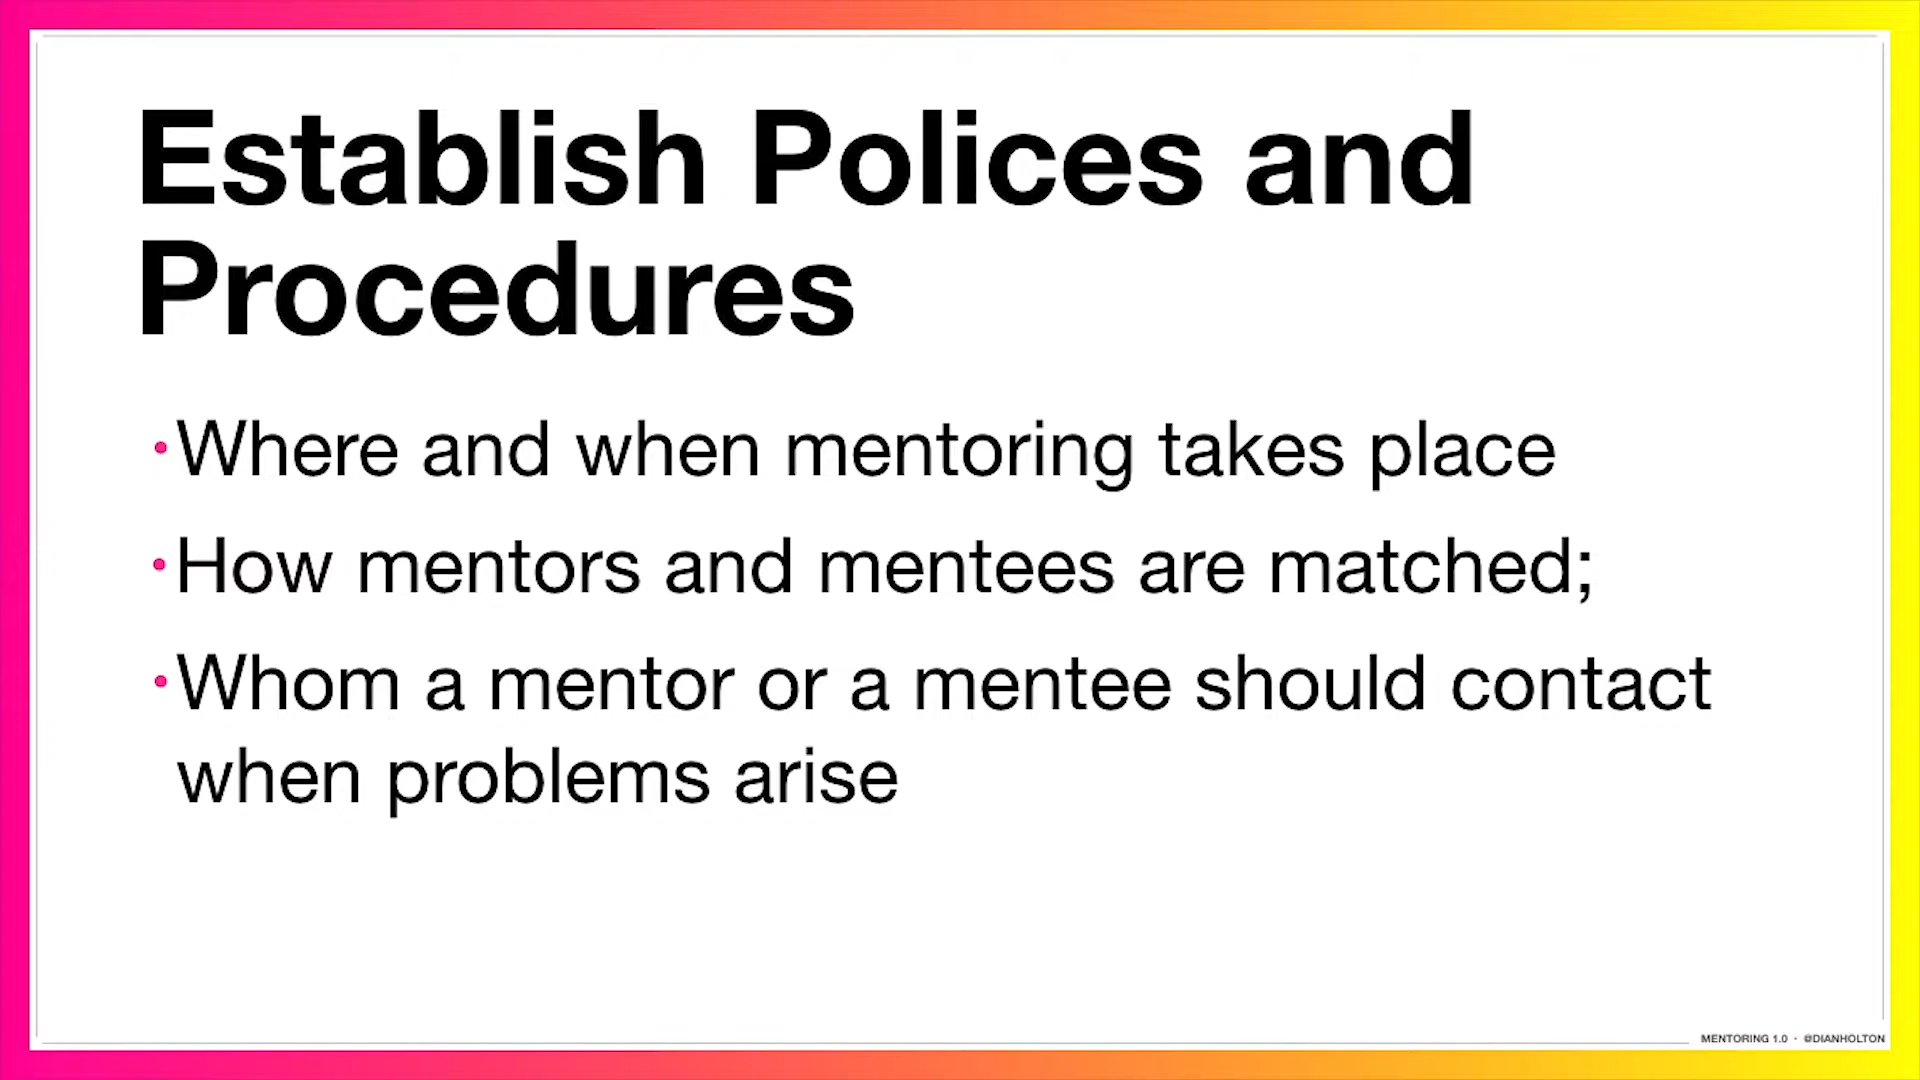 Establish Polices and
Procedures
•Where and when mentoring takes place
•How mentors and mentees are matched;
•Whom a mentor or a mentee should contact
when problems arise
MENTORING 1.0 • @DIANHOLTON